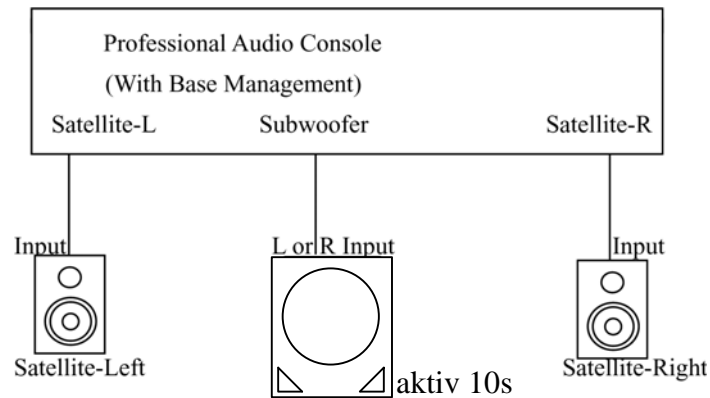 Professional Audio Console
(With Base Management)
Satellite-L Subwoofer Satellite-R
Input L or R Input Input
Satellite-Left aktiv 10s Satellite-Right